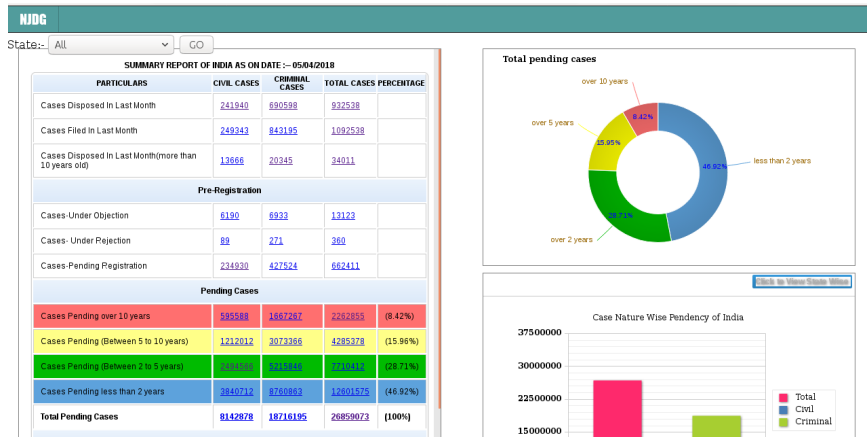 NJDG
State:- All GO
SUMMARY REPORT OF INDIA AS ON DATE :-- 05/04/2018
PARTICULARS CIVIL CASES CRIMINAL CASES TOTAL CASES PERCENTAGE
Cases Disposed In Last Month 241940 690598 932538
Cases Filed In Last Month 249343 843195 1092538
Cases Disposed In Last Month(more than 10 years old) 13666 20345 34011
Pre-Registration
Cases-Under Objection 6190 6933 13123
Cases- Under Rejection 89 271 360
Cases-Pending Registration 234930 427524 662411
Pending Cases
Cases Pending over 10 years 595588 1667267 2262855 (8.42%)
Cases Pending (Between 5 to 10 years) 1212012 3073366 4285378 (15.96%)
Cases Pending (Between 2 to 5 years) 2494566 5215846 7710412 (28.71%)
Cases Pending less than 2 years 3840712 8760863 12601575 (46.92%)
Total Pending Cases 8142878 18716195 26859073 (100%)
Total pending cases
over 10 years
8.42%
over 5 years
15.95%
less than 2 years
46.92%
28.71%
over 2 years
Click to View State Wise
Case Nature Wise Pendency of India
37500000
30000000
22500000
15000000
Total
Civil
Criminal